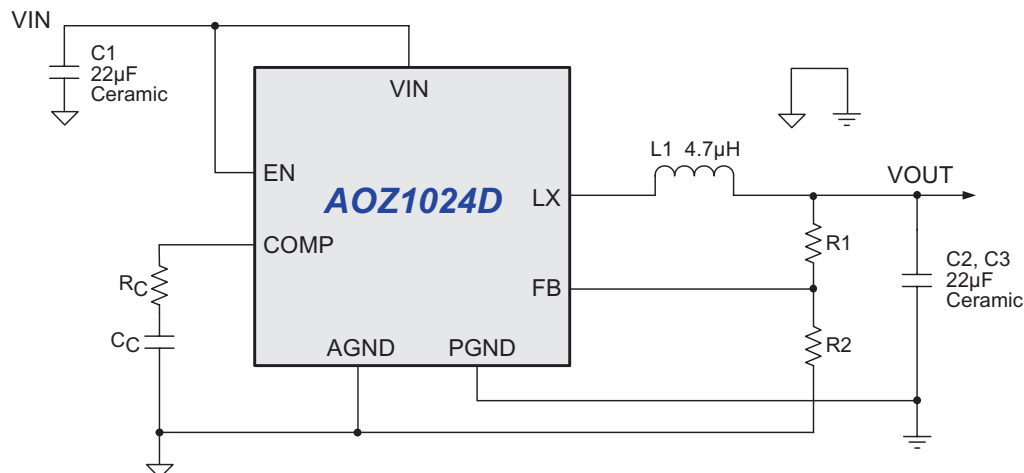 VIN
C1
22µF
Ceramic
VIN
EN
AOZ1024D
LX
COMP
FB
AGND
PGND
L1 4.7µH
VOUT
R1
C2, C3
22µF
Ceramic
R2
RC
CC